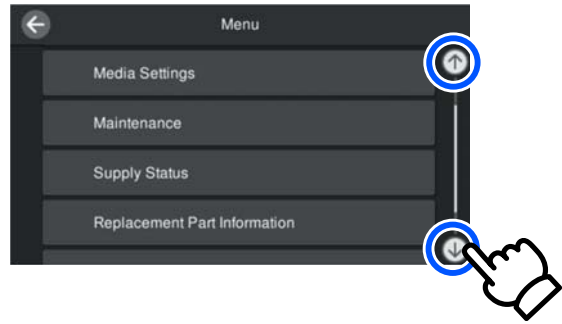 Menu
Media Settings
Maintenance
Supply Status
Replacement Part Information